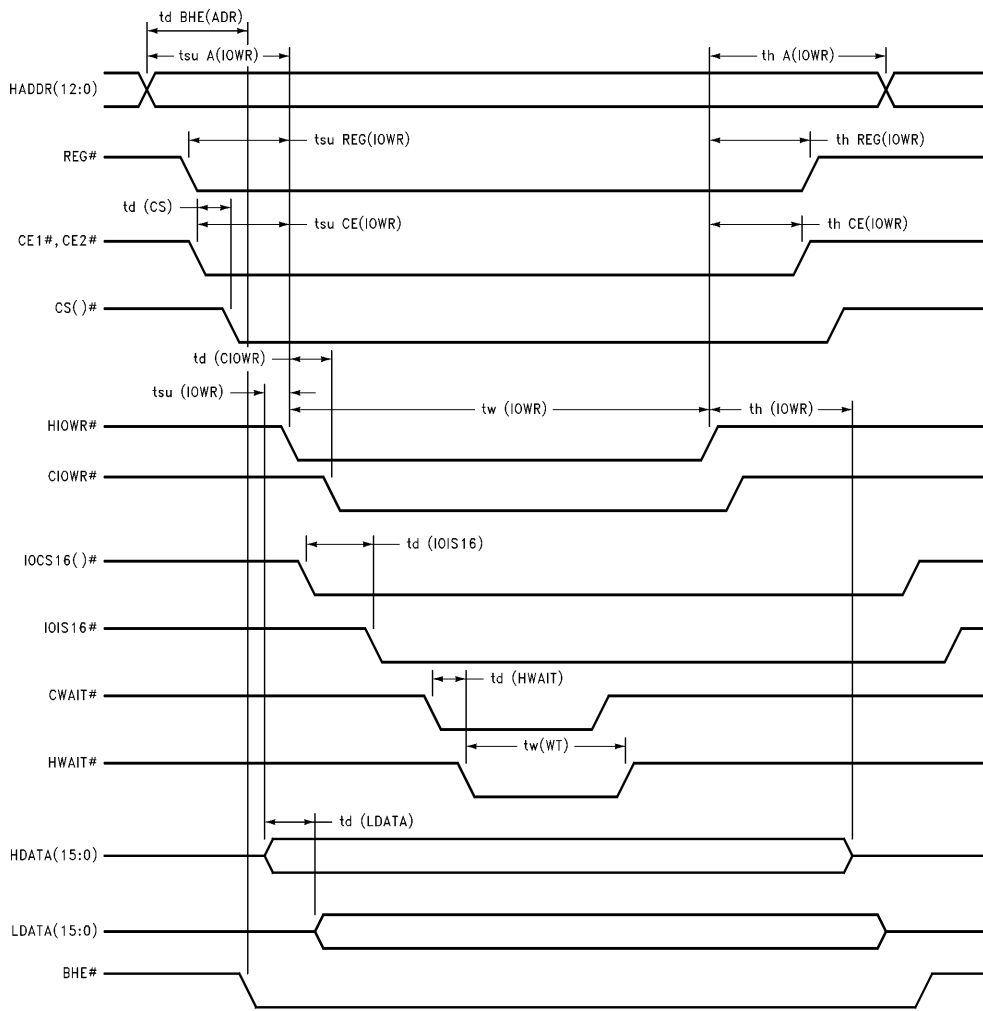 td BHE(ADR)
tsu A(IOWR)
th A(IOWR)
HADDR(12:0)
tsu REG(IOWR)
th REG(IOWR)
REG#
td (CS)
tsu CE(IOWR)
th CE(IOWR)
CE1#,CE2#
CS()#
td (CIOWR)
tsu (IOWR)
tw (IOWR)
th (IOWR)
HIOWR#
CIOWR#
td (IOIS16)
IOCS16()#
IOIS16#
td (HWAIT)
CWAIT#
tw(WT)
HWAIT#
td (LDATA)
HDATA(15:0)
LDATA(15:0)
BHE#